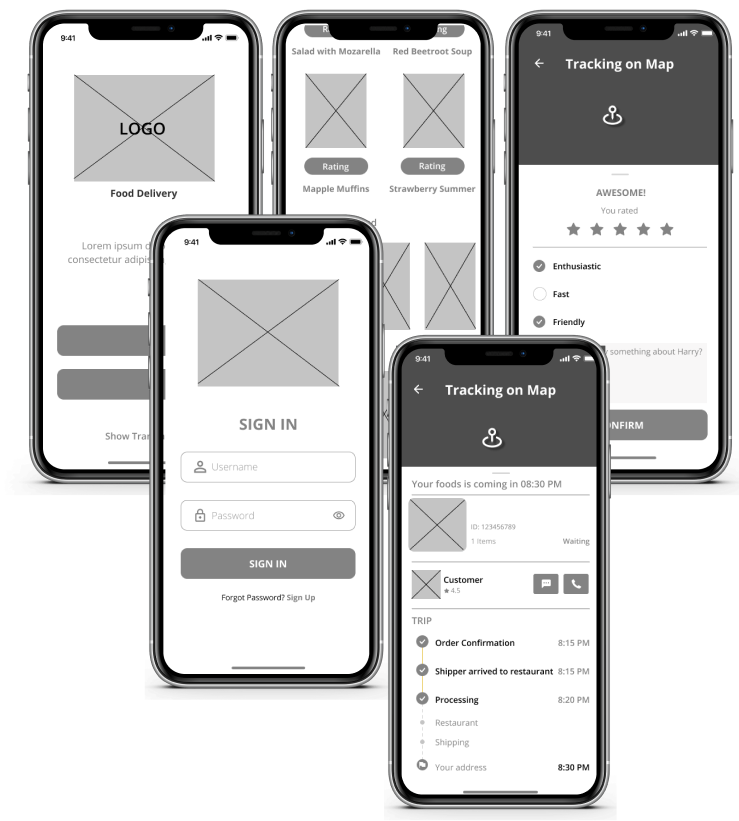 9:41
LOGO
Food Delivery
Lorem ipsum
consectetur
Show
Salad with Mozarella
Red Beetroot Soup
Rating
Rating
Mapple Muffins
Strawberry Summer
9:41
Tracking on Map
AWESOME!
You rated
Enthusiastic
Fast
Friendly
something about Harry?
9:41
SIGN IN
Username
Password
SIGN IN
Forgot Password? Sign Up
9:41
Tracking on Map
Your foods is coming in 08:30 PM
ID: 123456789
1 Items
Waiting
Customer
4.5
TRIP
Order Confirmation 8:15 PM
Shipper arrived to restaurant 8:15 PM
Processing 8:20 PM
Restaurant
Shipping
Your address 8:30 PM